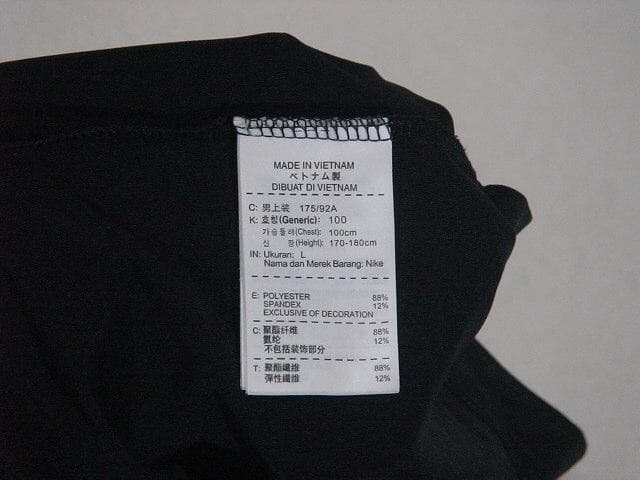 MADE IN VIETNAM
ベトナム製
DIBUAT DI VIETNAM
C: 男上装 175/92A
K: 호칭(Generic): 100
가슴둘레(Chest): 100cm
신 장(Height): 170-180cm
IN: Ukuran: L
Nama dan Merek Barang: Nike
E: POLYESTER 88%
SPANDEX 12%
EXCLUSIVE OF DECORATION
C: 聚酯纤维 88%
氨纶 12%
不包括装饰部分
T: 聚酯纖維 88%
彈性纖維 12%